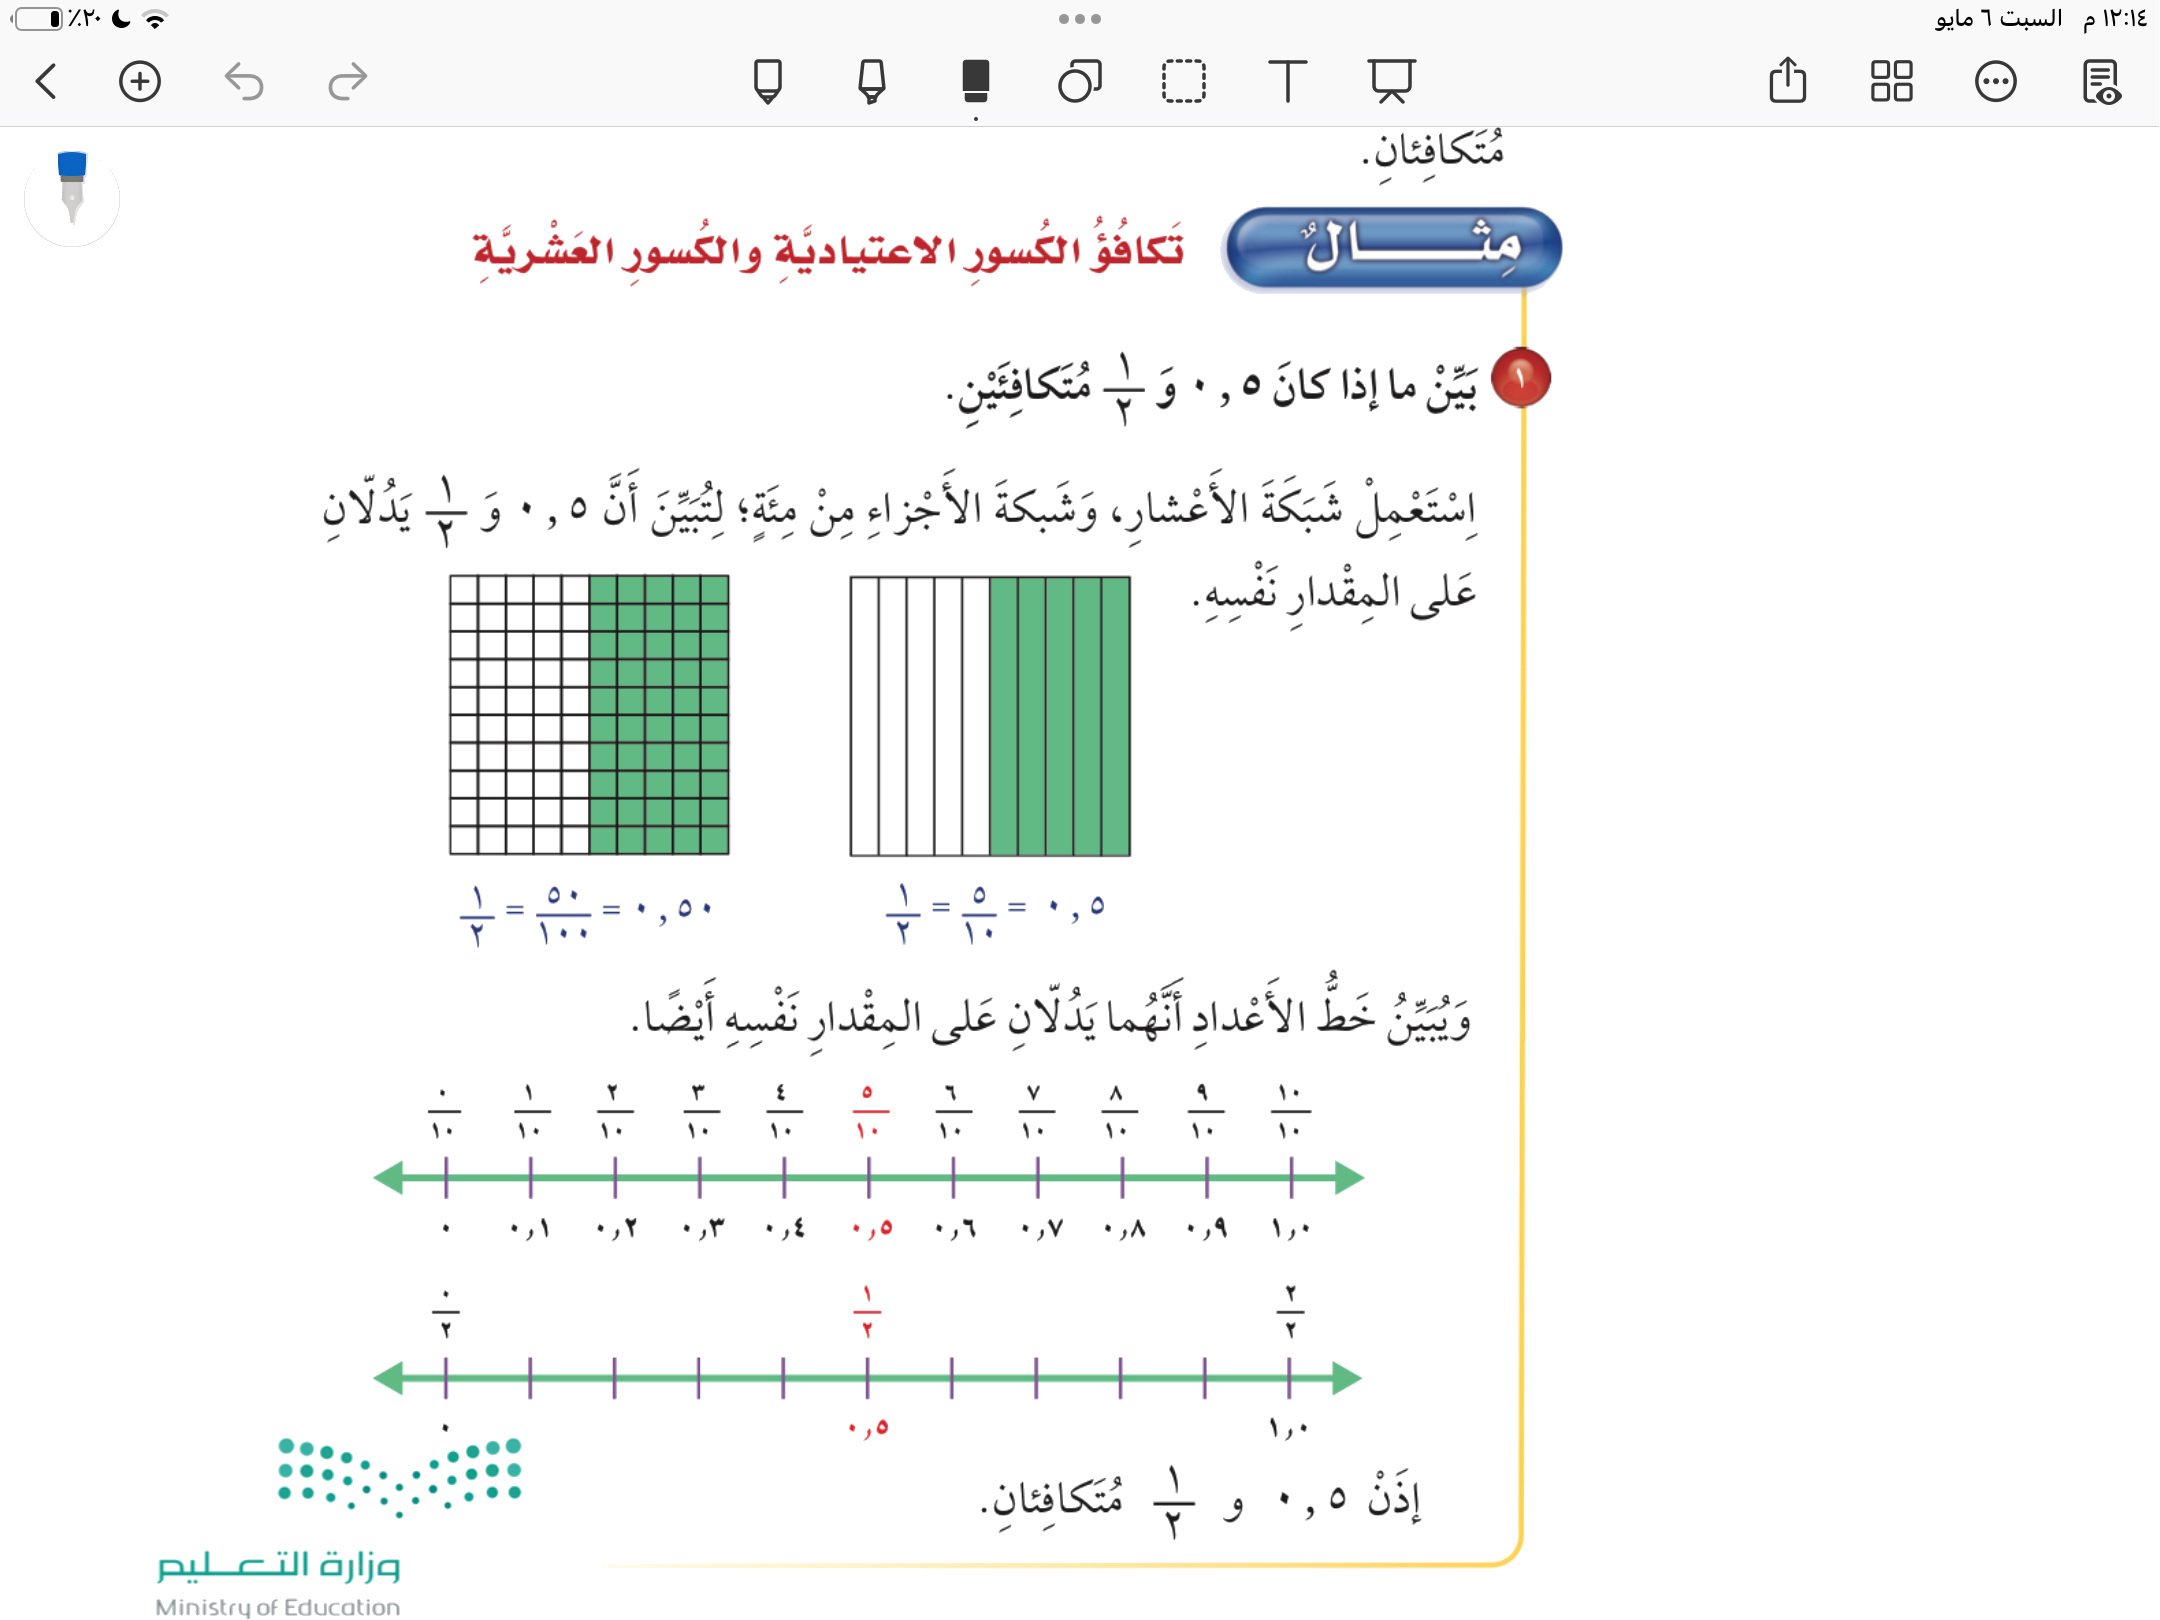 ١٢:١٤ م السبت ٦ مايو
٪٢٠
مُتَكافِئانِ.
مِثـــــالٌ
تَكافُؤُ الكُسورِ الاعتياديَّةِ والكُسورِ العَشْريَّةِ
١ بَيِّنْ ما إذا كانَ ٠,٥ وَ ١/٢ مُتَكافِئَيْنِ.
اِسْتَعْمِلْ شَبَكَةَ الأَعْشارِ، وَشَبكةَ الأَجْزاءِ مِنْ مِئَةٍ؛ لِتُبَيِّنَ أَنَّ ٠,٥ وَ ١/٢ يَدُلّانِ
عَلى المِقْدارِ نَفْسِهِ.
١/٢ = ٥/١٠ = ٠,٥
١/٢ = ٥٠/١٠٠ = ٠,٥٠
وَيُبَيِّنُ خَطُّ الأَعْدادِ أَنَّهُما يَدُلّانِ عَلى المِقْدارِ نَفْسِهِ أَيْضًا.
٠/١٠ ١/١٠ ٢/١٠ ٣/١٠ ٤/١٠ ٥/١٠ ٦/١٠ ٧/١٠ ٨/١٠ ٩/١٠ ١٠/١٠
٠ ٠,١ ٠,٢ ٠,٣ ٠,٤ ٠,٥ ٠,٦ ٠,٧ ٠,٨ ٠,٩ ١,٠
٠/٢ ١/٢ ٢/٢
٠ ٠,٥ ١,٠
إذَنْ ٠,٥ و ١/٢ مُتَكافِئانِ.
وزارة التعليم
Ministry of Education